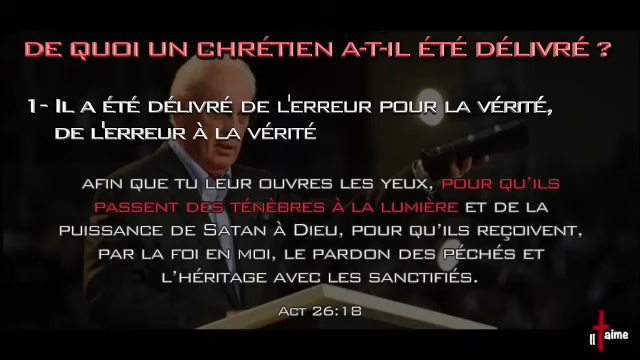 DE QUOI UN CHRÉTIEN A-T-IL ÉTÉ DÉLIVRÉ ?
1- IL A ÉTÉ DÉLIVRÉ DE L'ERREUR POUR LA VÉRITÉ,
DE L'ERREUR À LA VÉRITÉ
AFIN QUE TU LEUR OUVRES LES YEUX, POUR QU'ILS
PASSENT DES TÉNÈBRES À LA LUMIÈRE ET DE LA
PUISSANCE DE SATAN À DIEU, POUR QU'ILS REÇOIVENT,
PAR LA FOI EN MOI, LE PARDON DES PÉCHÉS ET
L'HÉRITAGE AVEC LES SANCTIFIÉS.
ACT 26:18
Il t'aime